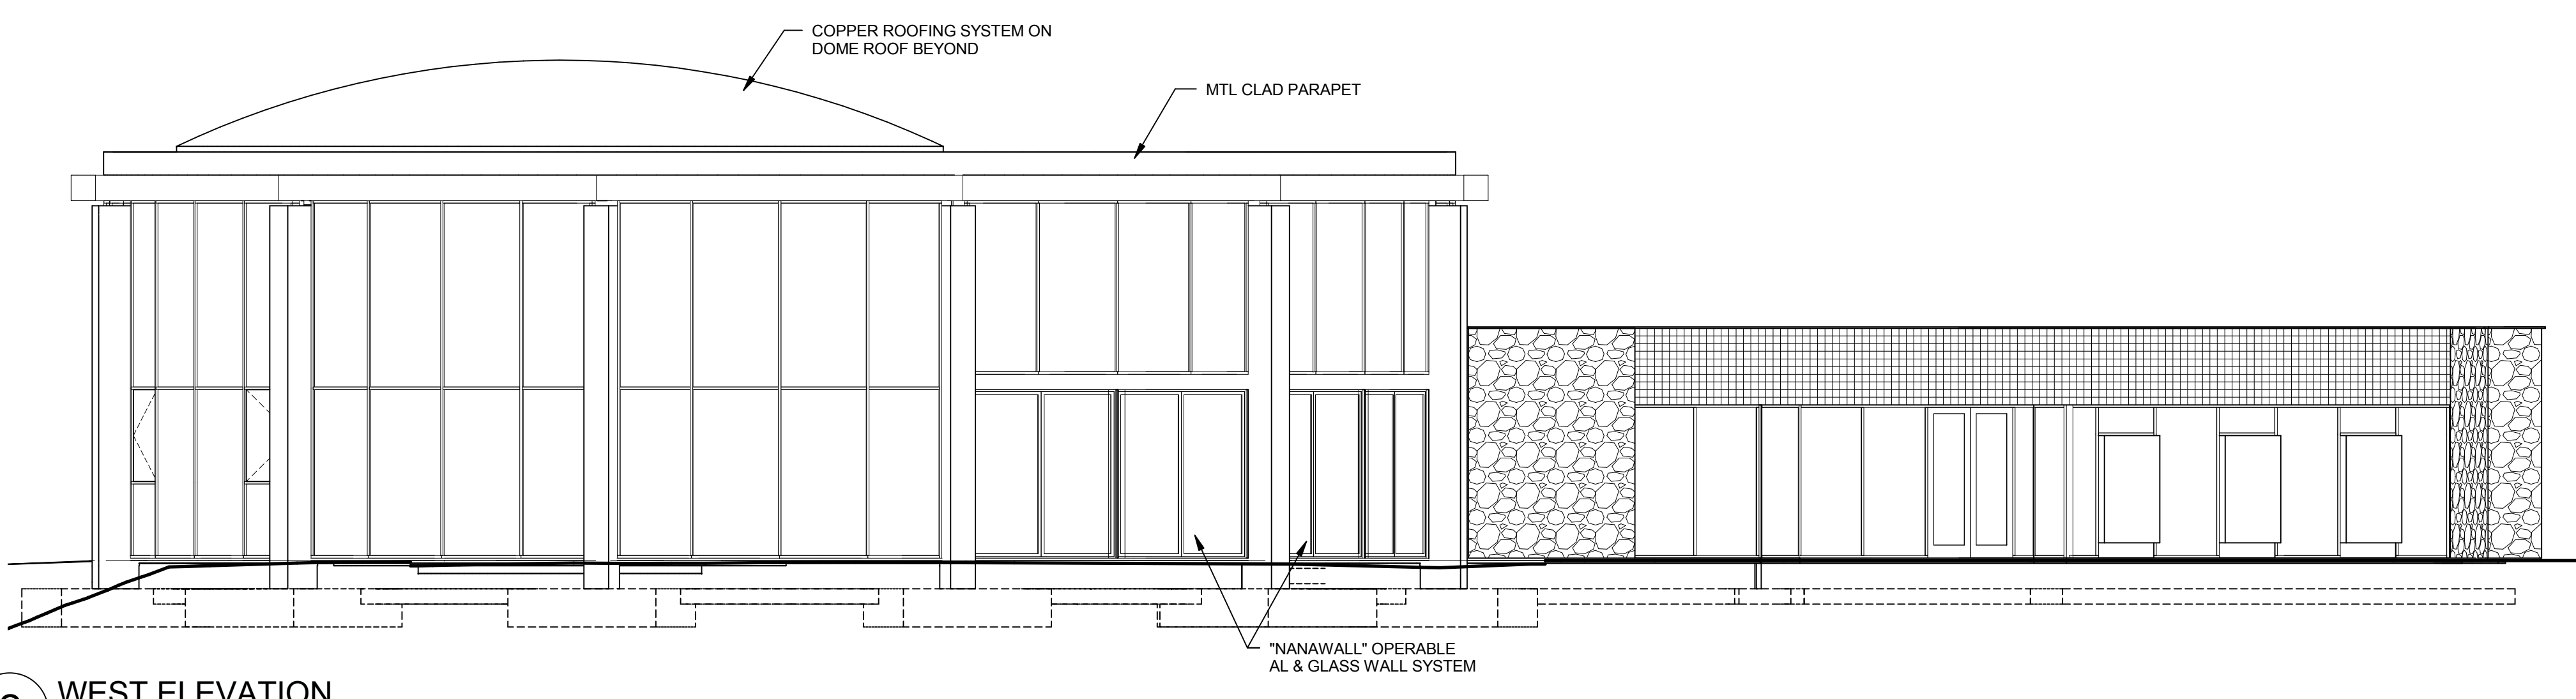 COPPER ROOFING SYSTEM ON
DOME ROOF BEYOND
MTL CLAD PARAPET
"NANAWALL" OPERABLE
AL & GLASS WALL SYSTEM
WEST ELEVATION